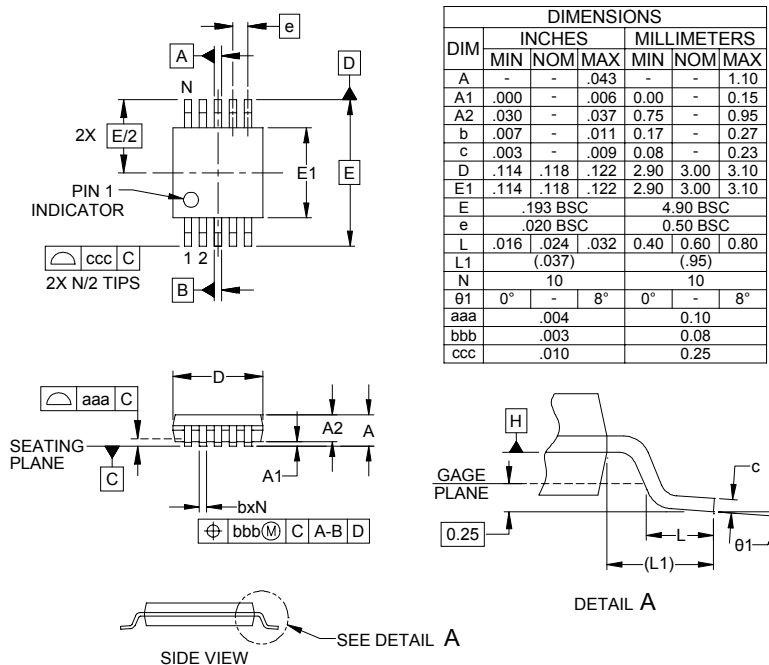 A
e
D
N
2X E/2
E1
E
PIN 1
INDICATOR
ccc C
1 2
2X N/2 TIPS
B
DIMENSIONS
DIM INCHES MILLIMETERS
MIN NOM MAX MIN NOM MAX
A - - .043 - - 1.10
A1 .000 - .006 0.00 - 0.15
A2 .030 - .037 0.75 - 0.95
b .007 - .011 0.17 - 0.27
c .003 - .009 0.08 - 0.23
D .114 .118 .122 2.90 3.00 3.10
E1 .114 .118 .122 2.90 3.00 3.10
E .193 BSC 4.90 BSC
e .020 BSC 0.50 BSC
L .016 .024 .032 0.40 0.60 0.80
L1 (.037) (.95)
N 10 10
θ1 0° - 8° 0° - 8°
aaa .004 0.10
bbb .003 0.08
ccc .010 0.25
D
aaa C
A2 A
SEATING
PLANE
C
A1
bxN
⌖ bbbⓂ C A-B D
H
GAGE
PLANE
c
0.25
L
θ1
(L1)
DETAIL A
SEE DETAIL A
SIDE VIEW